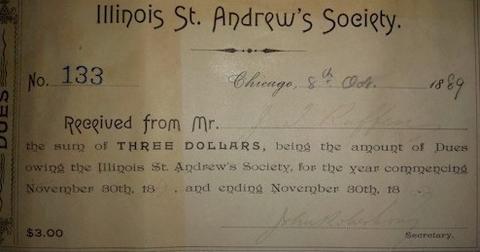 Illinois St. Andrew's Society.
No. 133 Chicago, 8th Oct. 1889
Received from Mr.
the sum of THREE DOLLARS, being the amount of Dues
owing the Illinois St. Andrew's Society, for the year commencing
November 30th, 18 , and ending November 30th, 18 .
John
$3.00 Secretary.
DUES